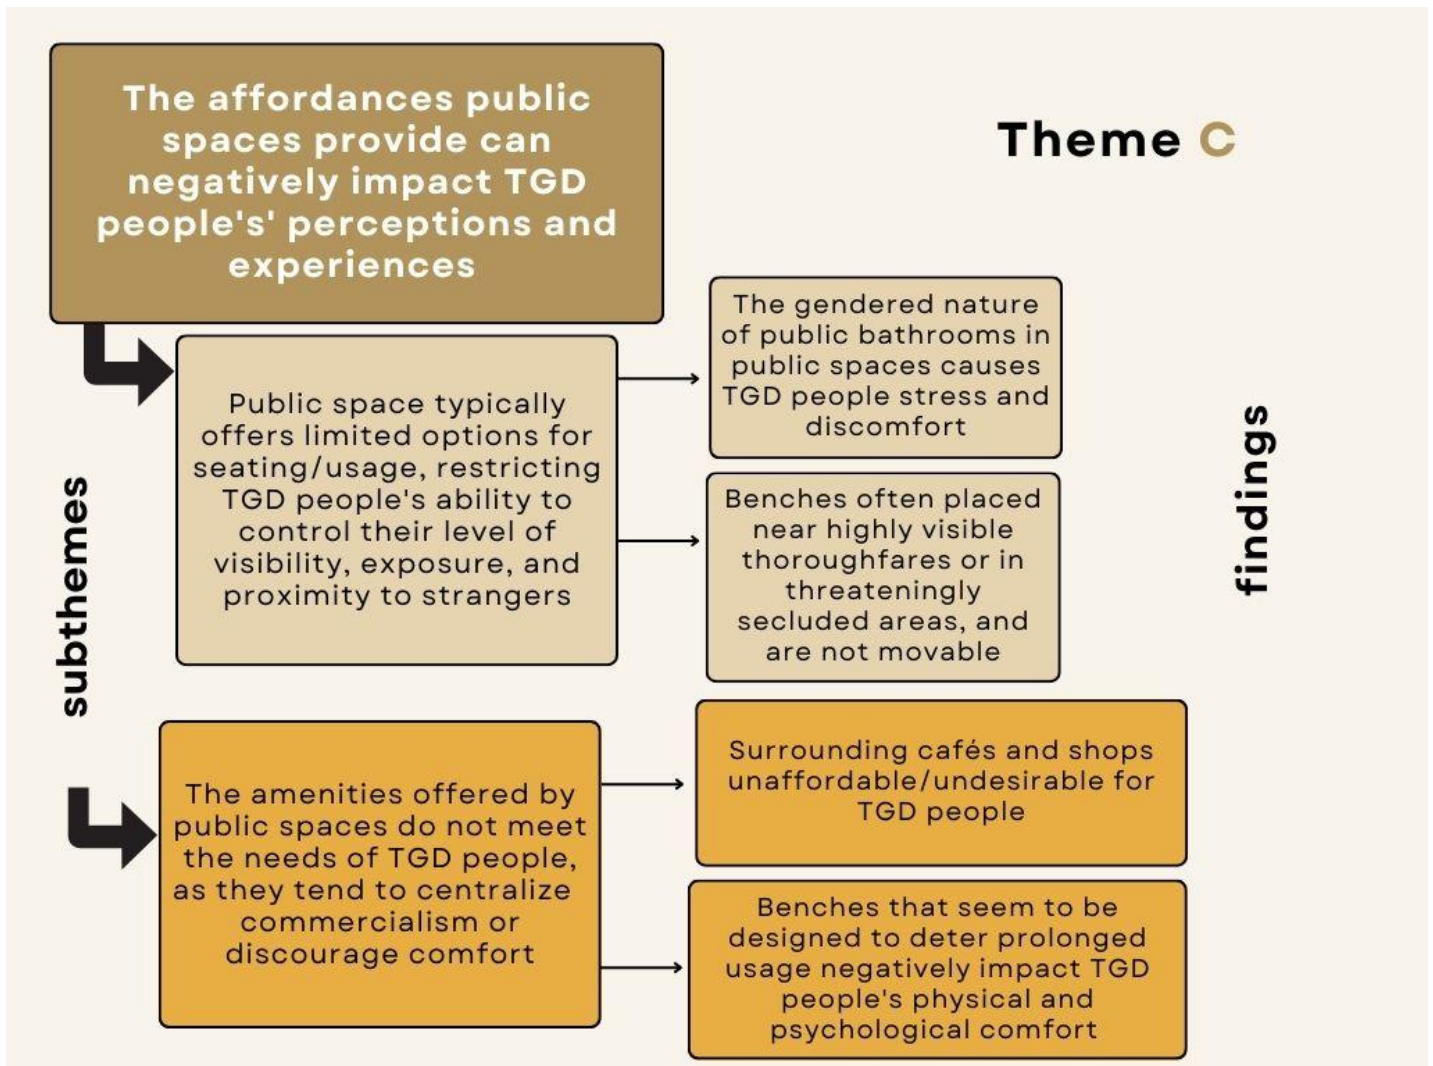 The affordances public
spaces provide can
negatively impact TGD
people's' perceptions and
experiences
Theme C
subthemes
Public space typically
offers limited options for
seating/usage, restricting
TGD people's ability to
control their level of
visibility, exposure, and
proximity to strangers
The gendered nature
of public bathrooms in
public spaces causes
TGD people stress and
discomfort
Benches often placed
near highly visible
thoroughfares or in
threateningly
secluded areas, and
are not movable
findings
The amenities offered by
public spaces do not meet
the needs of TGD people,
as they tend to centralize
commercialism or
discourage comfort
Surrounding cafés and shops
unaffordable/undesirable for
TGD people
Benches that seem to be
designed to deter prolonged
usage negatively impact TGD
people's physical and
psychological comfort